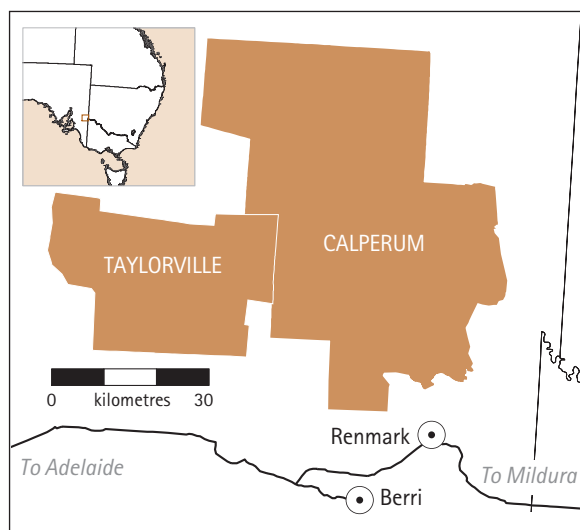 CALPERUM
TAYLORVILLE
0 kilometres 30
Renmark
To Adelaide
To Mildura
Berri